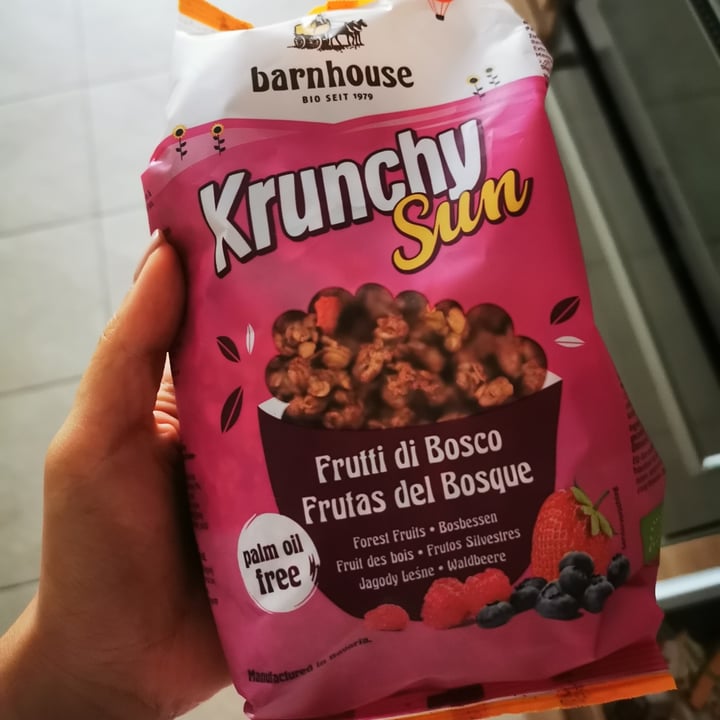 barnhouse
BIO SEIT 1979
Krunchy
Sun
Frutti di Bosco
Frutas del Bosque
Forest Fruits • Bosbessen
Fruit des bois • Frutos Silvestres
Jagody Leśne • Waldbeere
palm oil
free
Manufactured in Bavaria.